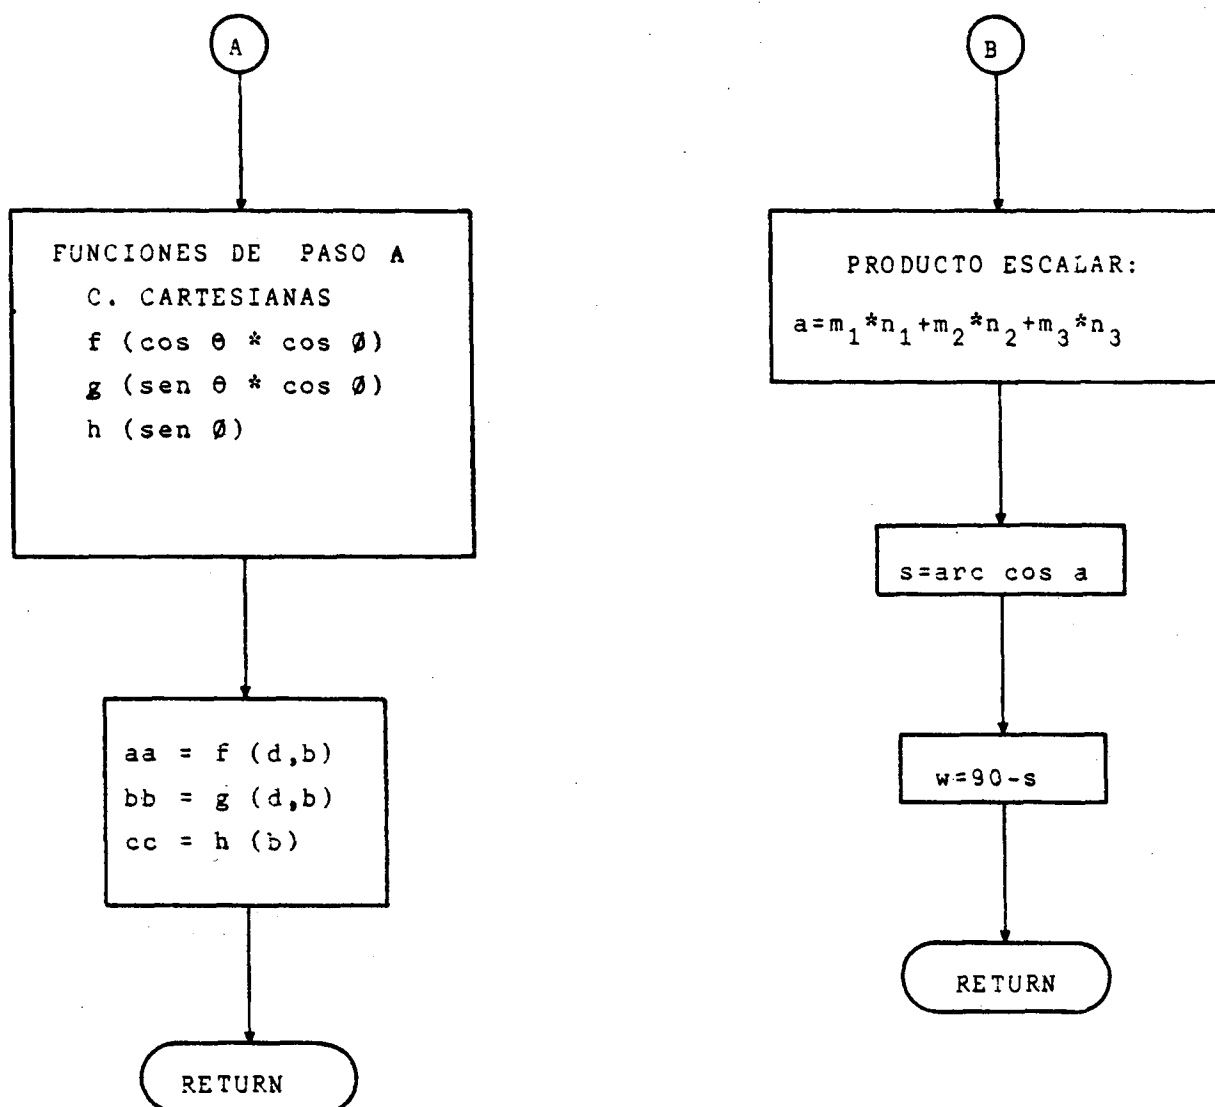 A
FUNCIONES DE PASO A
C. CARTESIANAS
f (cos θ * cos Ø)
g (sen θ * cos Ø)
h (sen Ø)
aa = f (d,b)
bb = g (d,b)
cc = h (b)
RETURN
B
PRODUCTO ESCALAR:
a=m₁*n₁+m₂*n₂+m₃*n₃
s=arc cos a
w=90-s
RETURN